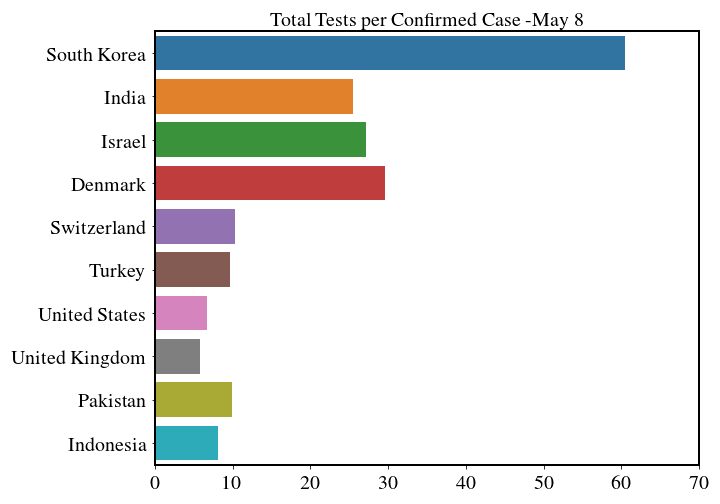 Total Tests per Confirmed Case -May 8
South Korea
India
Israel
Denmark
Switzerland
Turkey
United States
United Kingdom
Pakistan
Indonesia
0 10 20 30 40 50 60 70